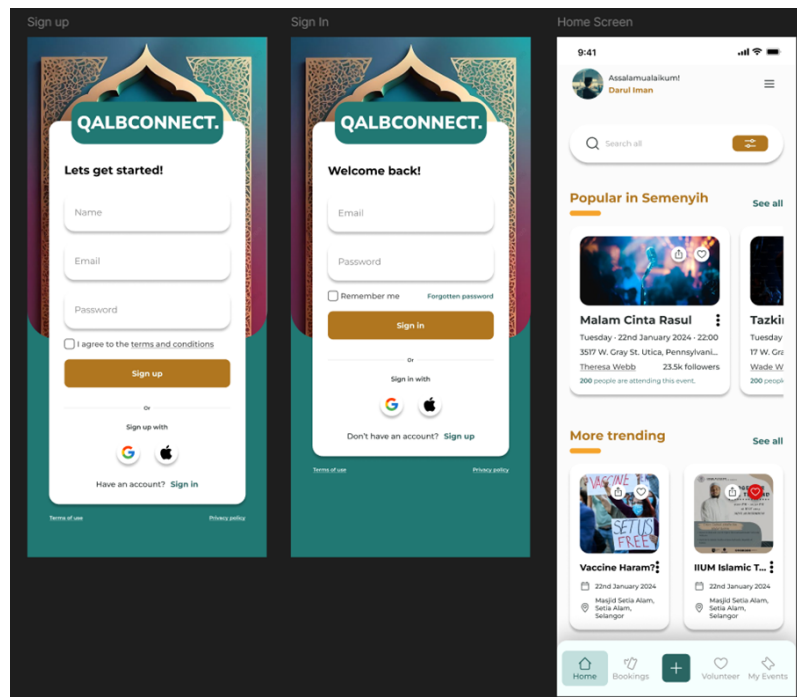 Sign up
QALBCONNECT.
Lets get started!
Name
Email
Password
I agree to the terms and conditions
Sign up
Or
Sign up with
Have an account? Sign in
Terms of use Privacy policy
Sign In
QALBCONNECT.
Welcome back!
Email
Password
Remember me Forgotten password
Sign in
Or
Sign in with
Don't have an account? Sign up
Terms of use Privacy policy
Home Screen
9:41
Assalamualaikum!
Darul Iman
Search all
Popular in Semenyih See all
Malam Cinta Rasul
Tuesday - 22nd January 2024 - 22:00
3517 W. Gray St. Utica, Pennsylvani...
Theresa Webb 23.5k followers
200 people are attending this event.
Tazki
Tuesday
17 W. Gra
Wade W
200 peopl
More trending See all
VACCINE
SET US
FREE
Vaccine Haram?
22nd January 2024
Masjid Setia Alam,
Setia Alam,
Selangor
IIUM Islamic T...
22nd January 2024
Masjid Setia Alam,
Setia Alam,
Selangor
Home Bookings + Volunteer My Events